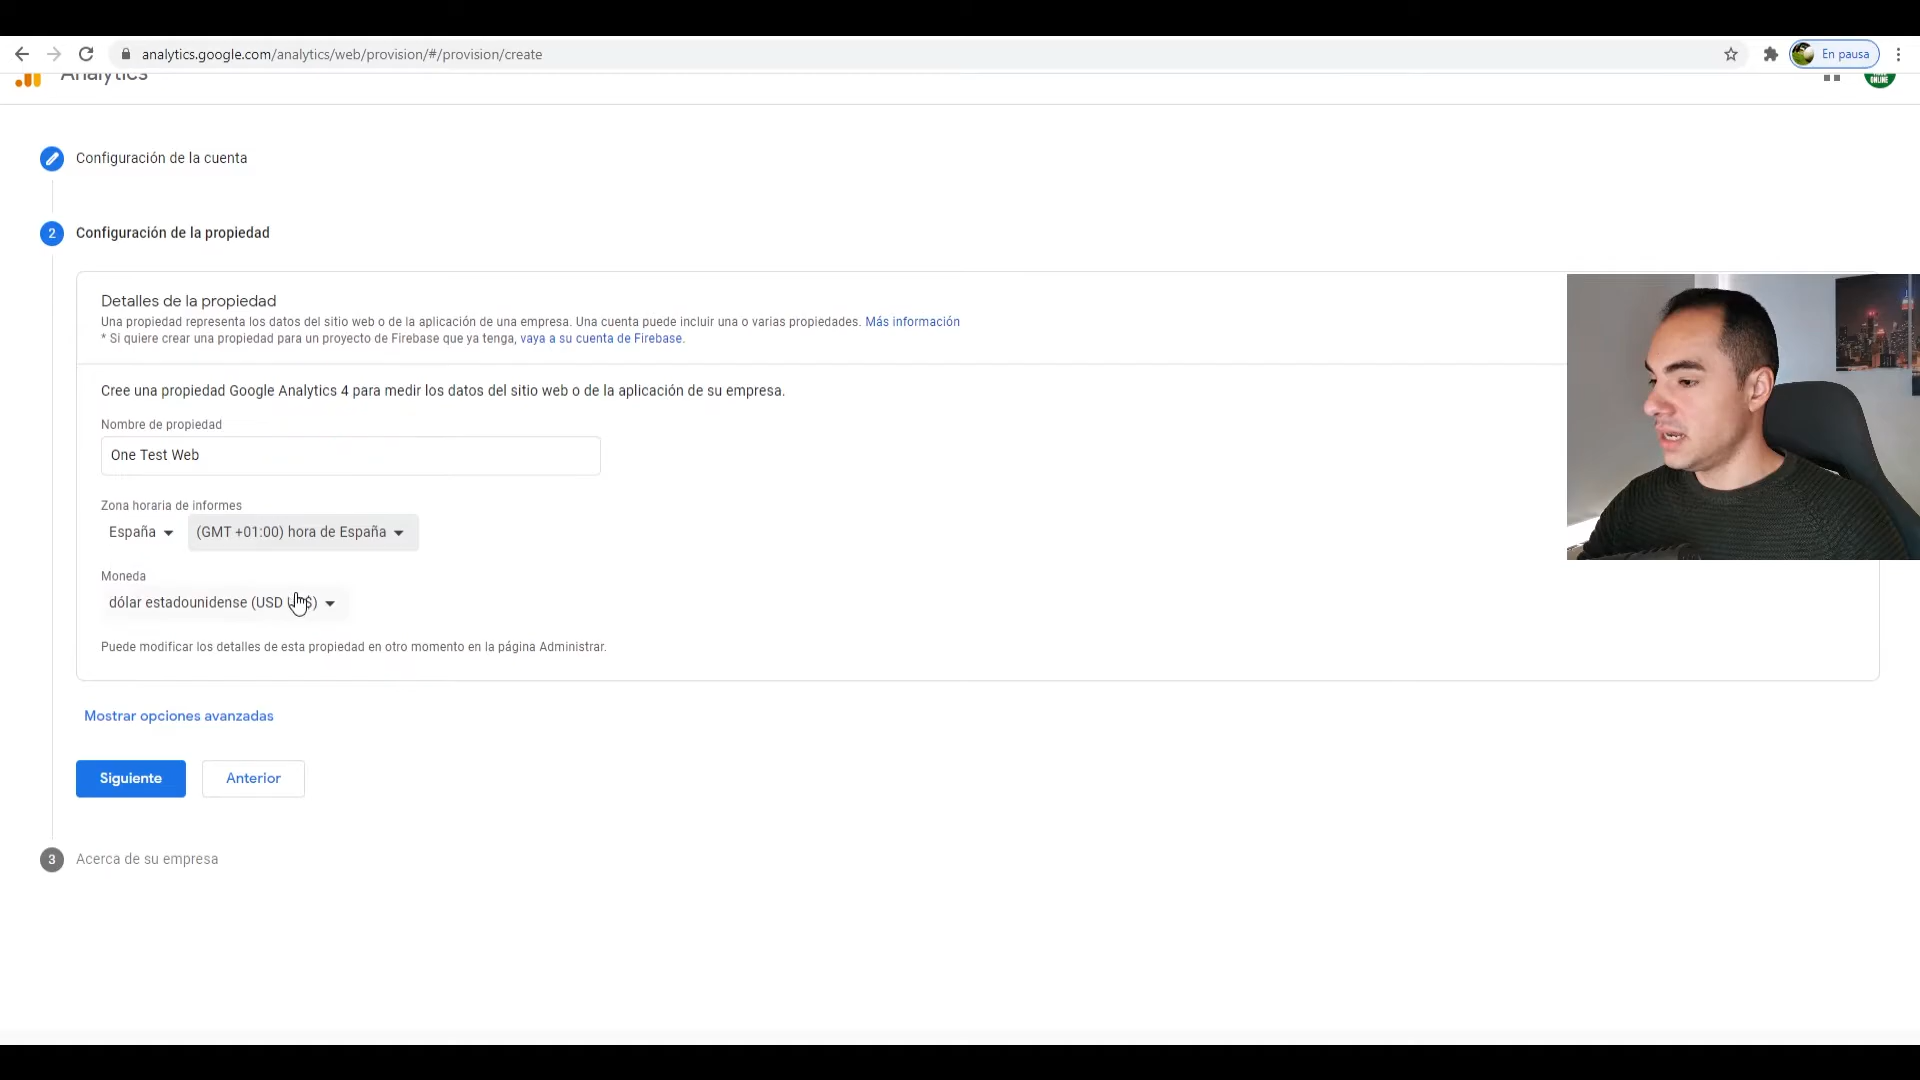 analytics.google.com/analytics/web/provision/#/provision/create
En pausa
Analytics
ONLINE
Configuración de la cuenta
2 Configuración de la propiedad
Detalles de la propiedad
Una propiedad representa los datos del sitio web o de la aplicación de una empresa. Una cuenta puede incluir una o varias propiedades. Más información
* Si quiere crear una propiedad para un proyecto de Firebase que ya tenga, vaya a su cuenta de Firebase.
Cree una propiedad Google Analytics 4 para medir los datos del sitio web o de la aplicación de su empresa.
Nombre de propiedad
One Test Web
Zona horaria de informes
España (GMT +01:00) hora de España
Moneda
dólar estadounidense (USD $)
Puede modificar los detalles de esta propiedad en otro momento en la página Administrar.
Mostrar opciones avanzadas
Siguiente Anterior
3 Acerca de su empresa